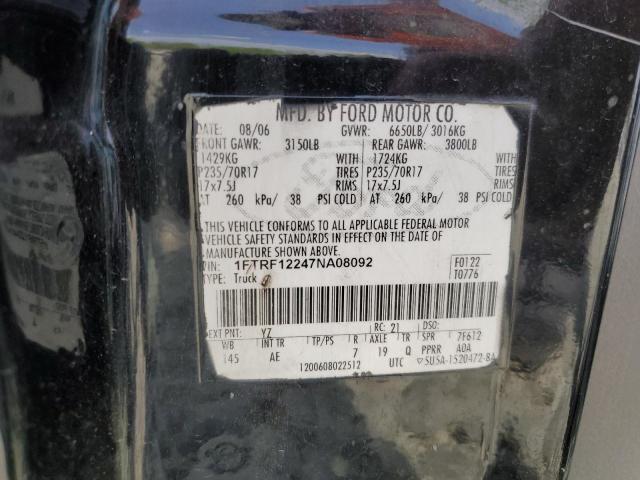 MFD. BY FORD MOTOR CO.
DATE: 08/06 GVWR: 6650LB/ 3016KG
FRONT GAWR: 3150LB REAR GAWR: 3800LB
1429KG WITH 1724KG WITH
P235/70R17 TIRES P235/70R17 TIRES
17x7.5J RIMS 17x7.5J RIMS
AT 260 kPa/ 38 PSI COLD AT 260 kPa/ 38 PSI COLD
THIS VEHICLE CONFORMS TO ALL APPLICABLE FEDERAL MOTOR
VEHICLE SAFETY STANDARDS IN EFFECT ON THE DATE OF
MANUFACTURE SHOWN ABOVE.
VIN: 1FTRF12247NA08092 F0122
TYPE: Truck T0776
EXT PNT: YZ RC: 21 DSO:
WB INT TR TP/PS R AXLE TR SPR 7F612
145 AE 7 19 Q PPRR A0A
1200608022512 UTC 5U5A-1520472-BA